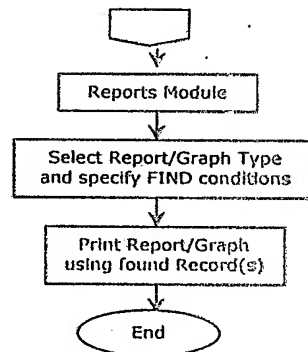 Reports Module
Select Report/Graph Type
and specify FIND conditions
Print Report/Graph
using found Record(s)
End